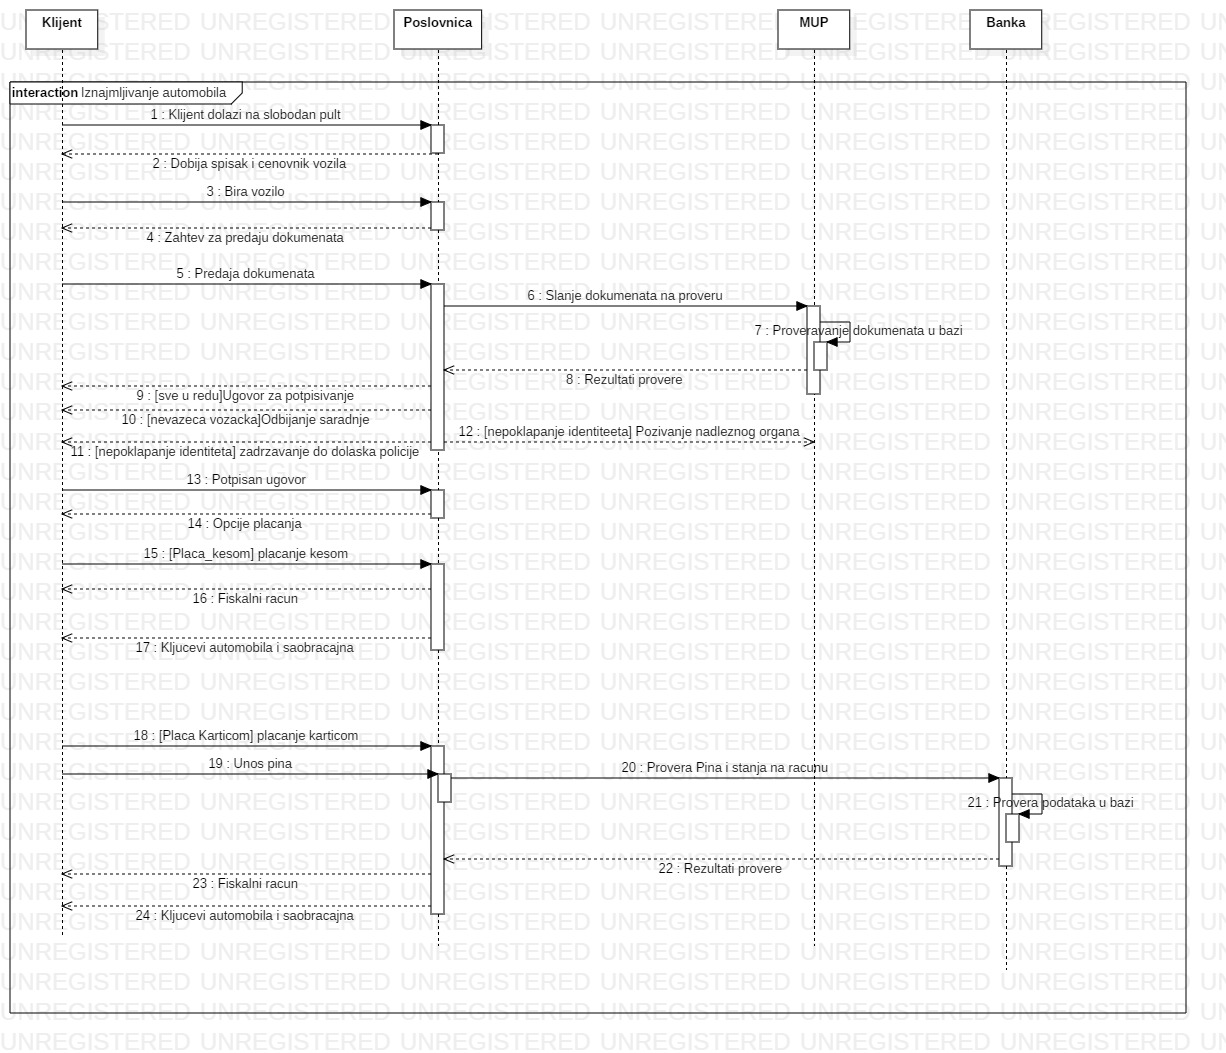 Klijent
Poslovnica
MUP
Banka
interaction Iznajmljivanje automobila
1 : Klijent dolazi na slobodan pult
2 : Dobija spisak i cenovnik vozila
3 : Bira vozilo
4 : Zahtev za predaju dokumenata
5 : Predaja dokumenata
6 : Slanje dokumenata na proveru
7 : Proveravanje dokumenata u bazi
8 : Rezultati provere
9 : [sve u redu]Ugovor za potpisivanje
10 : [nevazeca vozacka]Odbijanje saradnje
12 : [nepoklapanje identiteeta] Pozivanje nadleznog organa
11 : [nepoklapanje identiteta] zadrzavanje do dolaska policije
13 : Potpisan ugovor
14 : Opcije placanja
15 : [Placa_kesom] placanje kesom
16 : Fiskalni racun
17 : Kljucevi automobila i saobracajna
18 : [Placa Karticom] placanje karticom
19 : Unos pina
20 : Provera Pina i stanja na racunu
21 : Provera podataka u bazi
22 : Rezultati provere
23 : Fiskalni racun
24 : Kljucevi automobila i saobracajna
UNREGISTERED